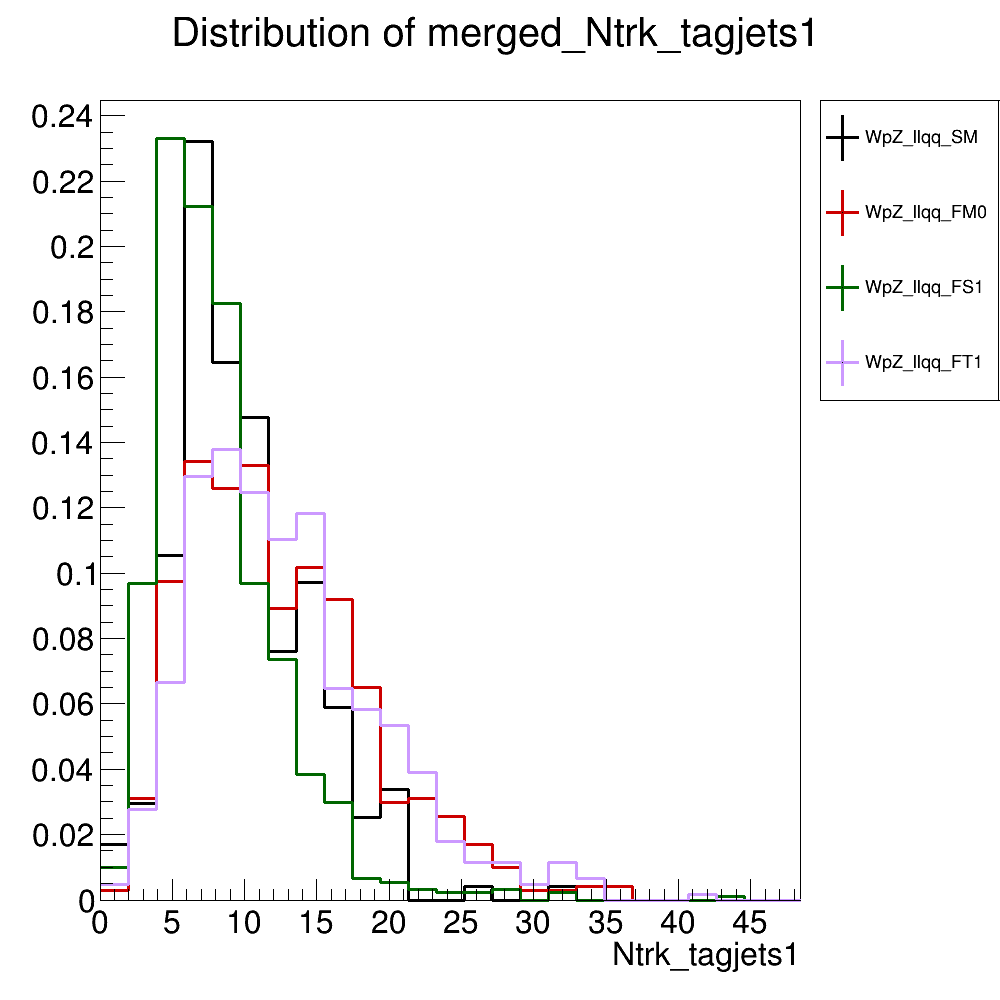 Distribution of merged_Ntrk_tagjets1
0.24
0.22
0.2
0.18
0.16
0.14
0.12
0.1
0.08
0.06
0.04
0.02
0
0 5 10 15 20 25 30 35 40 45
Ntrk_tagjets1
WpZ_llqq_SM
WpZ_llqq_FM0
WpZ_llqq_FS1
WpZ_llqq_FT1